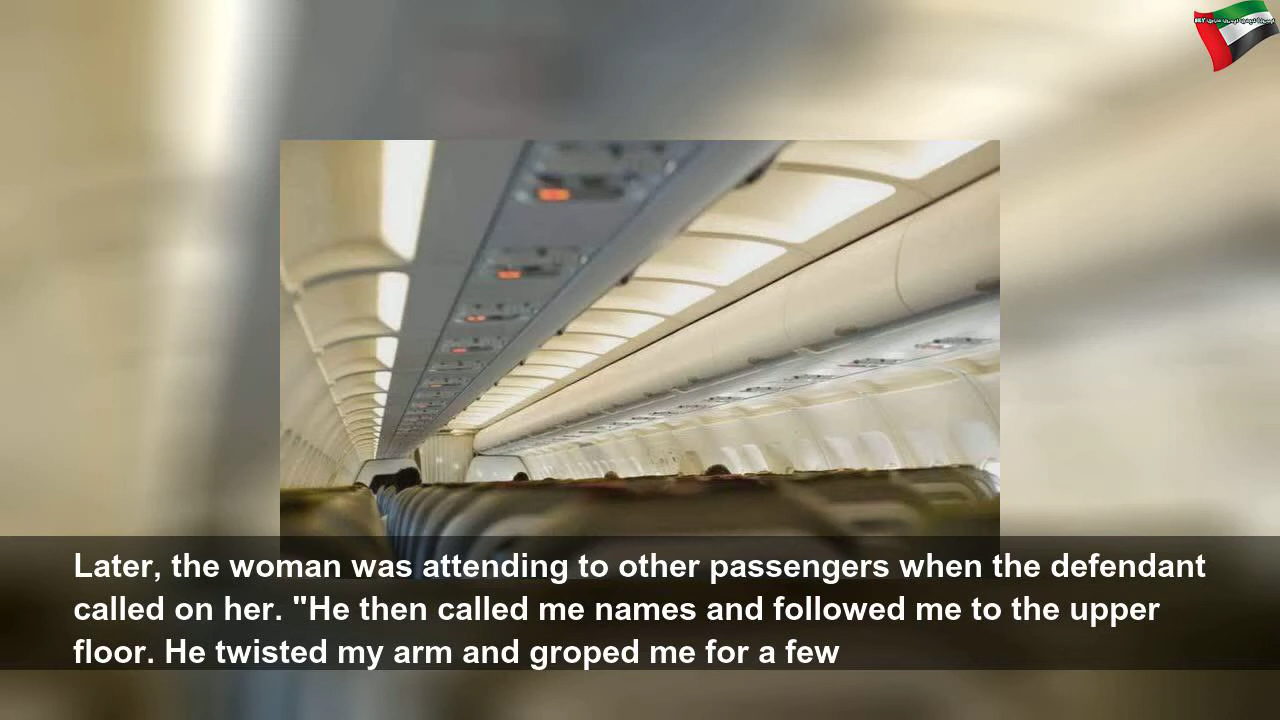 Later, the woman was attending to other passengers when the defendant
called on her. "He then called me names and followed me to the upper
floor. He twisted my arm and groped me for a few